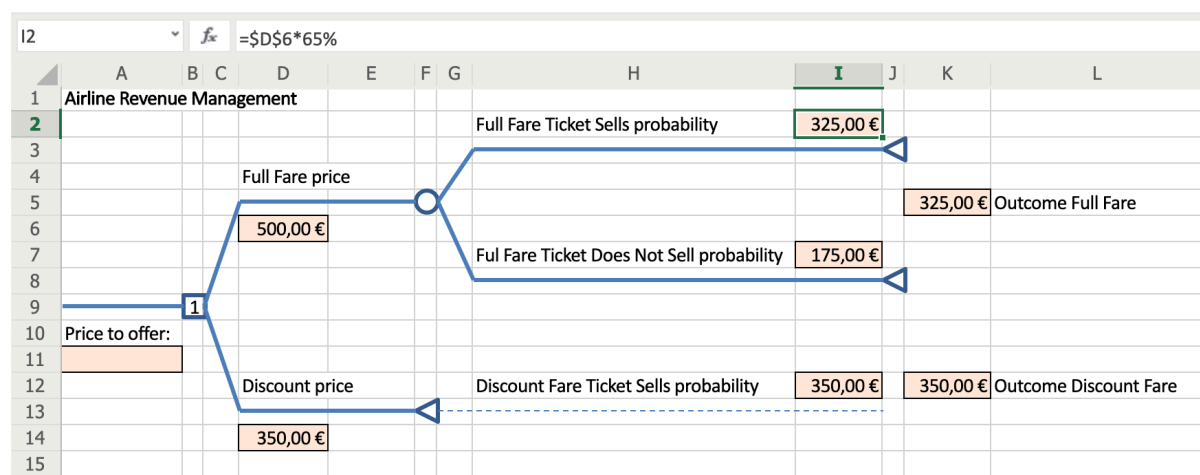 I2 fx =$D$6*65%
A B C D E F G H I J K L
1 Airline Revenue Management
2 Full Fare Ticket Sells probability 325,00 €
3
4 Full Fare price
5 325,00 € Outcome Full Fare
6 500,00 €
7 Ful Fare Ticket Does Not Sell probability 175,00 €
8
9 1
10 Price to offer:
11
12 Discount price Discount Fare Ticket Sells probability 350,00 € 350,00 € Outcome Discount Fare
13
14 350,00 €
15